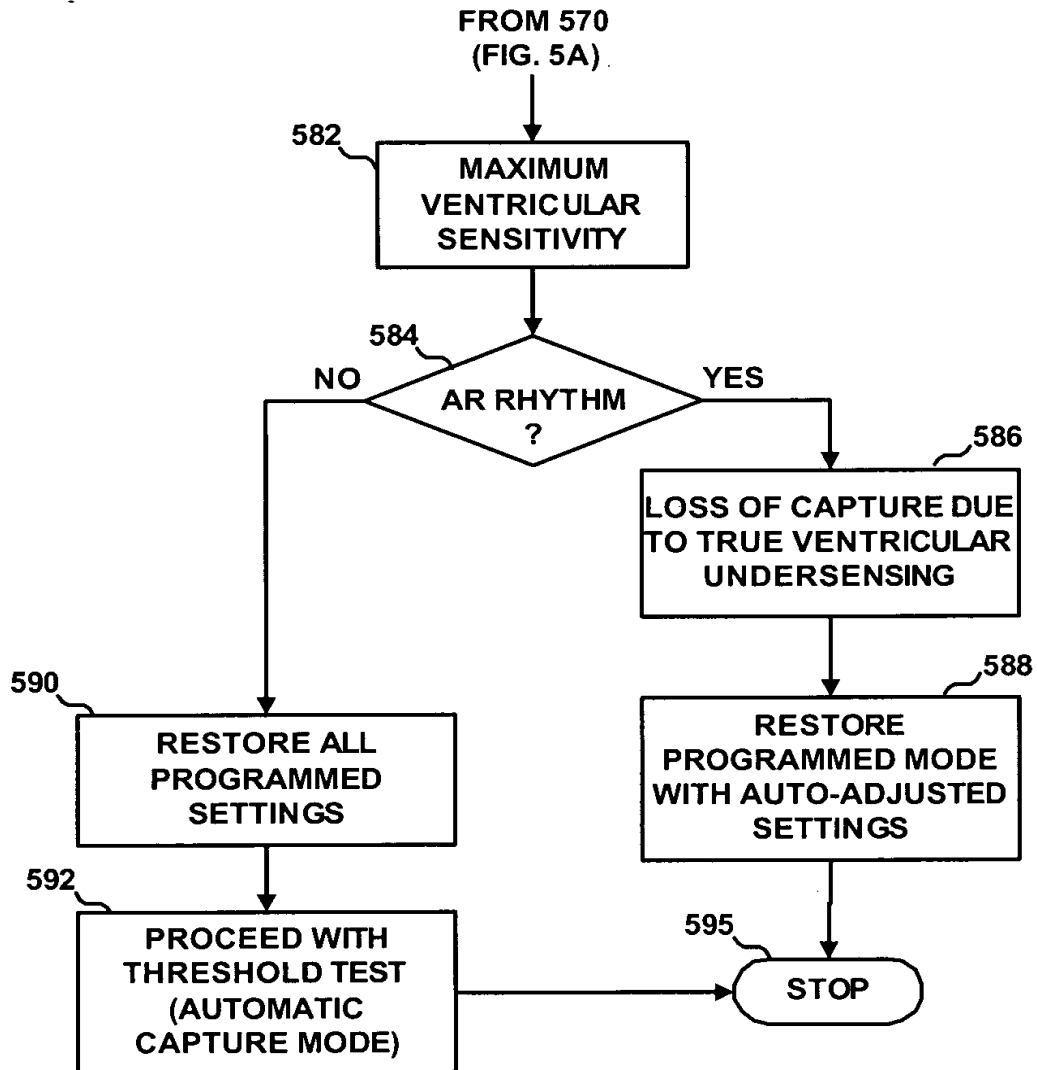 FROM 570
(FIG. 5A)
582
MAXIMUM
VENTRICULAR
SENSITIVITY
584
NO
YES
AR RHYTHM
?
586
LOSS OF CAPTURE DUE
TO TRUE VENTRICULAR
UNDERSENSING
588
RESTORE
PROGRAMMED MODE
WITH AUTO-ADJUSTED
SETTINGS
590
RESTORE ALL
PROGRAMMED
SETTINGS
592
PROCEED WITH
THRESHOLD TEST
(AUTOMATIC
CAPTURE MODE)
595
STOP